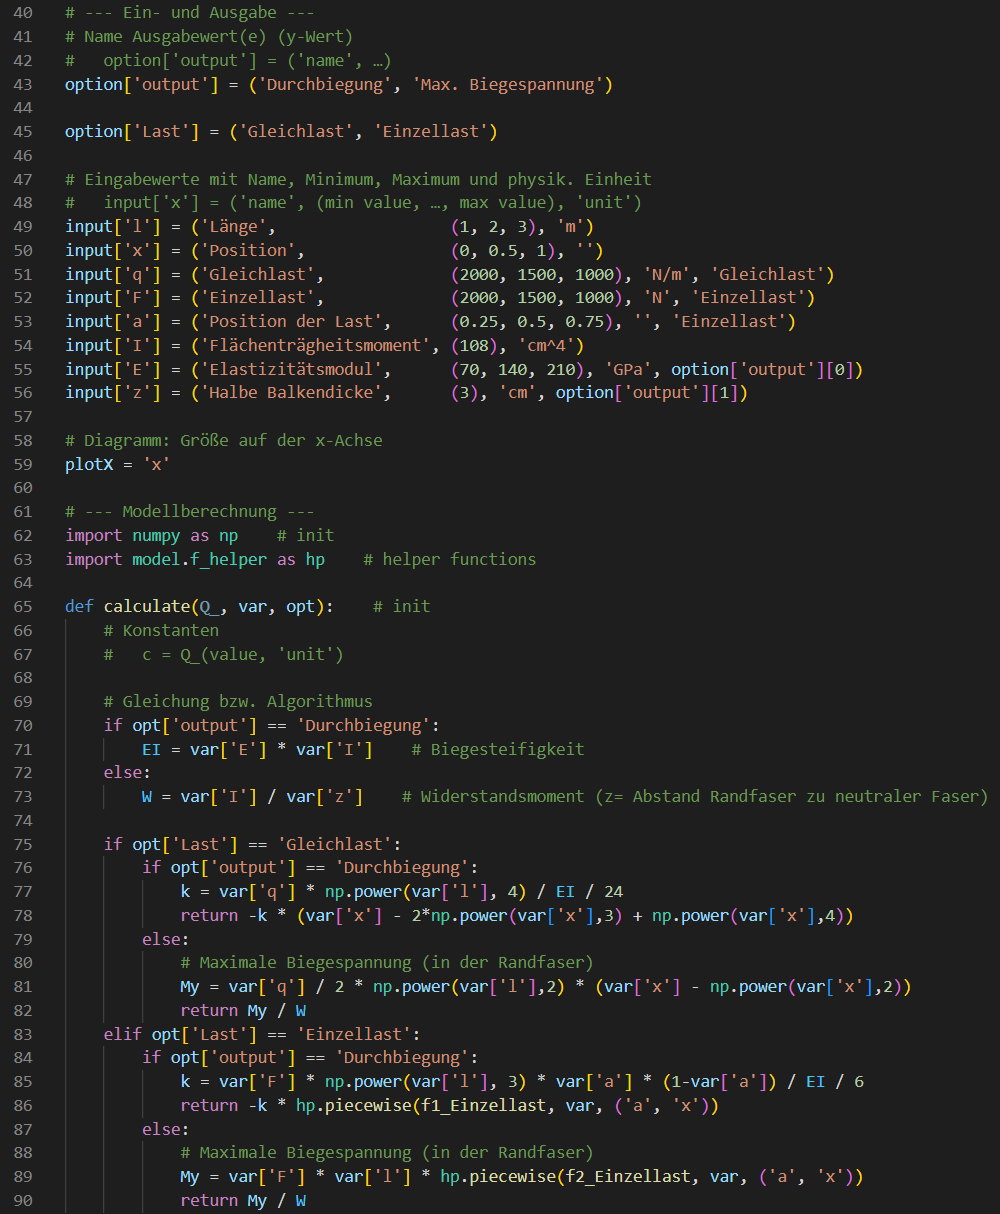 40 # --- Ein- und Ausgabe ---
41 # Name Ausgabewert(e) (y-Wert)
42 #   option['output'] = ('name', …)
43 option['output'] = ('Durchbiegung', 'Max. Biegespannung')
44
45 option['Last'] = ('Gleichlast', 'Einzellast')
46
47 # Eingabewerte mit Name, Minimum, Maximum und physik. Einheit
48 #   input['x'] = ('name', (min value, …, max value), 'unit')
49 input['l'] = ('Länge',                  (1, 2, 3), 'm')
50 input['x'] = ('Position',               (0, 0.5, 1), '')
51 input['q'] = ('Gleichlast',             (2000, 1500, 1000), 'N/m', 'Gleichlast')
52 input['F'] = ('Einzellast',             (2000, 1500, 1000), 'N', 'Einzellast')
53 input['a'] = ('Position der Last',      (0.25, 0.5, 0.75), '', 'Einzellast')
54 input['I'] = ('Flächenträgheitsmoment', (108), 'cm^4')
55 input['E'] = ('Elastizitätsmodul',      (70, 140, 210), 'GPa', option['output'][0])
56 input['z'] = ('Halbe Balkendicke',      (3), 'cm', option['output'][1])
57
58 # Diagramm: Größe auf der x-Achse
59 plotX = 'x'
60
61 # --- Modellberechnung ---
62 import numpy as np    # init
63 import model.f_helper as hp    # helper functions
64
65 def calculate(Q_, var, opt):    # init
66     # Konstanten
67     #   c = Q_(value, 'unit')
68
69     # Gleichung bzw. Algorithmus
70     if opt['output'] == 'Durchbiegung':
71         EI = var['E'] * var['I']    # Biegesteifigkeit
72     else:
73         W = var['I'] / var['z']    # Widerstandsmoment (z= Abstand Randfaser zu neutraler Faser)
74
75     if opt['Last'] == 'Gleichlast':
76         if opt['output'] == 'Durchbiegung':
77             k = var['q'] * np.power(var['l'], 4) / EI / 24
78             return -k * (var['x'] - 2*np.power(var['x'],3) + np.power(var['x'],4))
79         else:
80             # Maximale Biegespannung (in der Randfaser)
81             My = var['q'] / 2 * np.power(var['l'],2) * (var['x'] - np.power(var['x'],2))
82             return My / W
83     elif opt['Last'] == 'Einzellast':
84         if opt['output'] == 'Durchbiegung':
85             k = var['F'] * np.power(var['l'], 3) * var['a'] * (1-var['a']) / EI / 6
86             return -k * hp.piecewise(f1_Einzellast, var, ('a', 'x'))
87         else:
88             # Maximale Biegespannung (in der Randfaser)
89             My = var['F'] * var['l'] * hp.piecewise(f2_Einzellast, var, ('a', 'x'))
90             return My / W